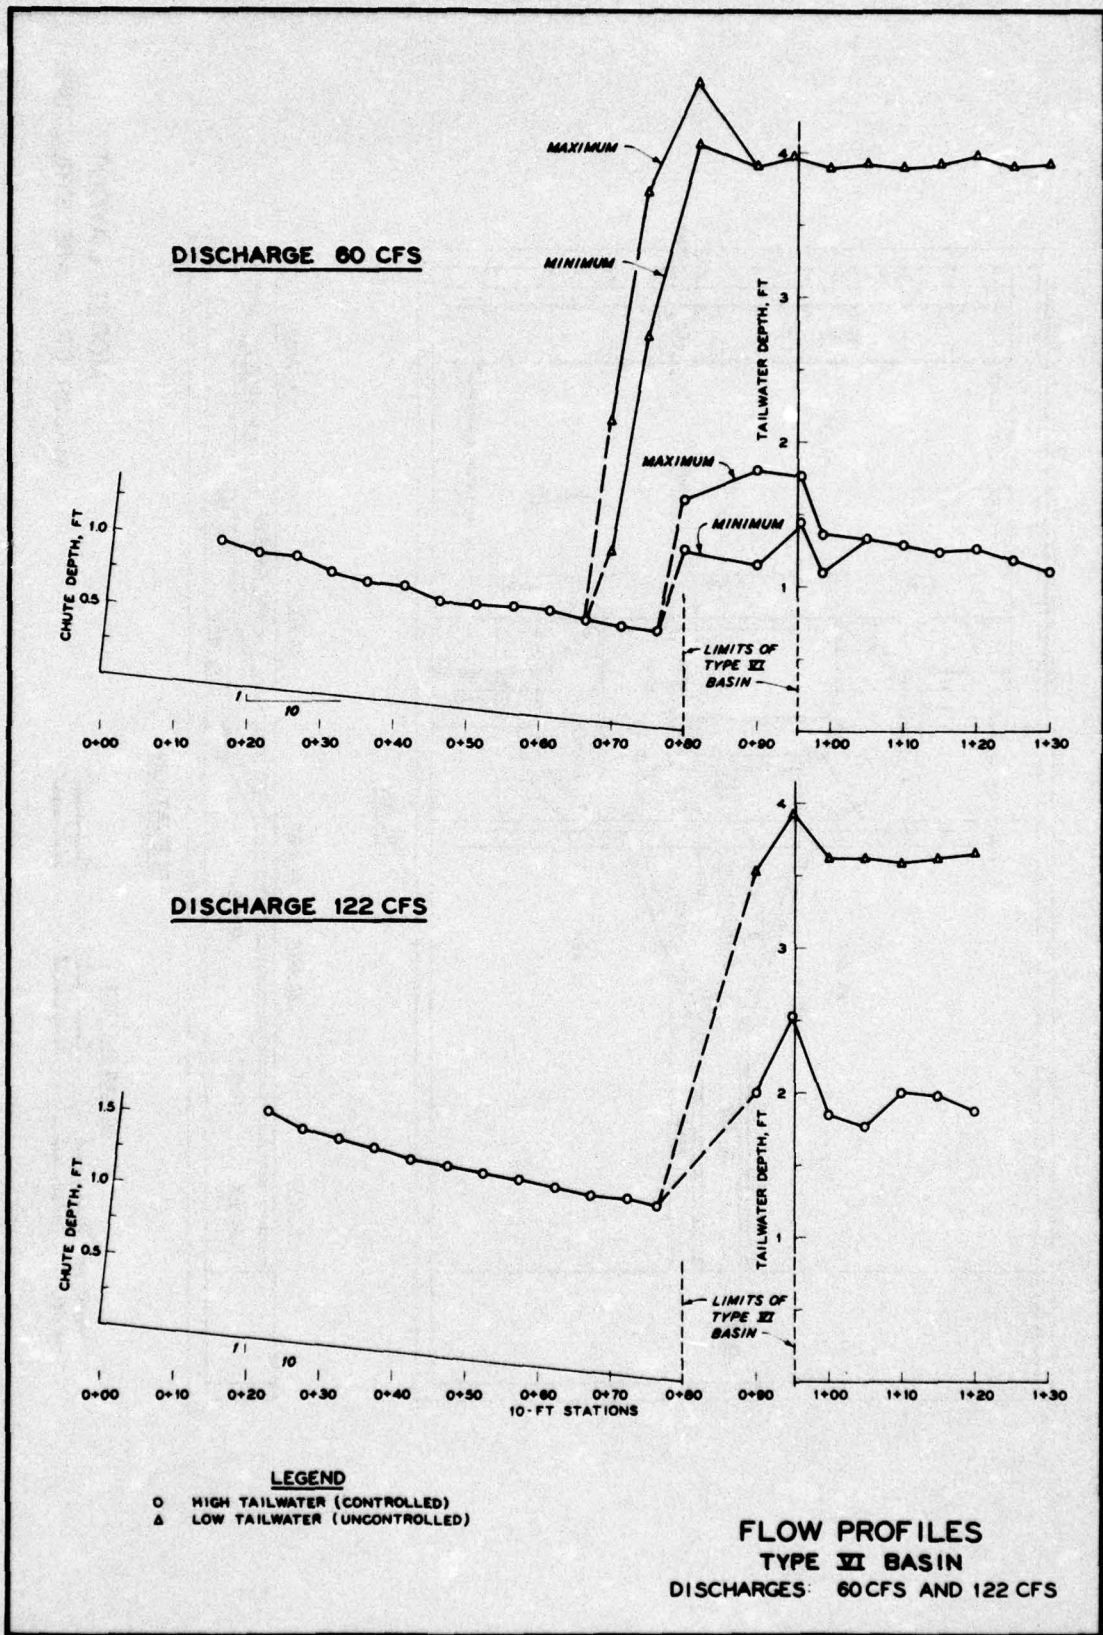 DISCHARGE 60 CFS
MAXIMUM
MINIMUM
MAXIMUM
MINIMUM
TAILWATER DEPTH, FT
4
3
2
1
CHUTE DEPTH, FT
1.0
0.5
1
10
LIMITS OF
TYPE VI
BASIN
0+00 0+10 0+20 0+30 0+40 0+50 0+60 0+70 0+80 0+90 1+00 1+10 1+20 1+30
DISCHARGE 122 CFS
TAILWATER DEPTH, FT
4
3
2
1
CHUTE DEPTH, FT
1.5
1.0
0.5
1
10
LIMITS OF
TYPE VI
BASIN
0+00 0+10 0+20 0+30 0+40 0+50 0+60 0+70 0+80 0+90 1+00 1+10 1+20 1+30
10-FT STATIONS
LEGEND
O HIGH TAILWATER (CONTROLLED)
Δ LOW TAILWATER (UNCONTROLLED)
FLOW PROFILES
TYPE VI BASIN
DISCHARGES: 60 CFS AND 122 CFS